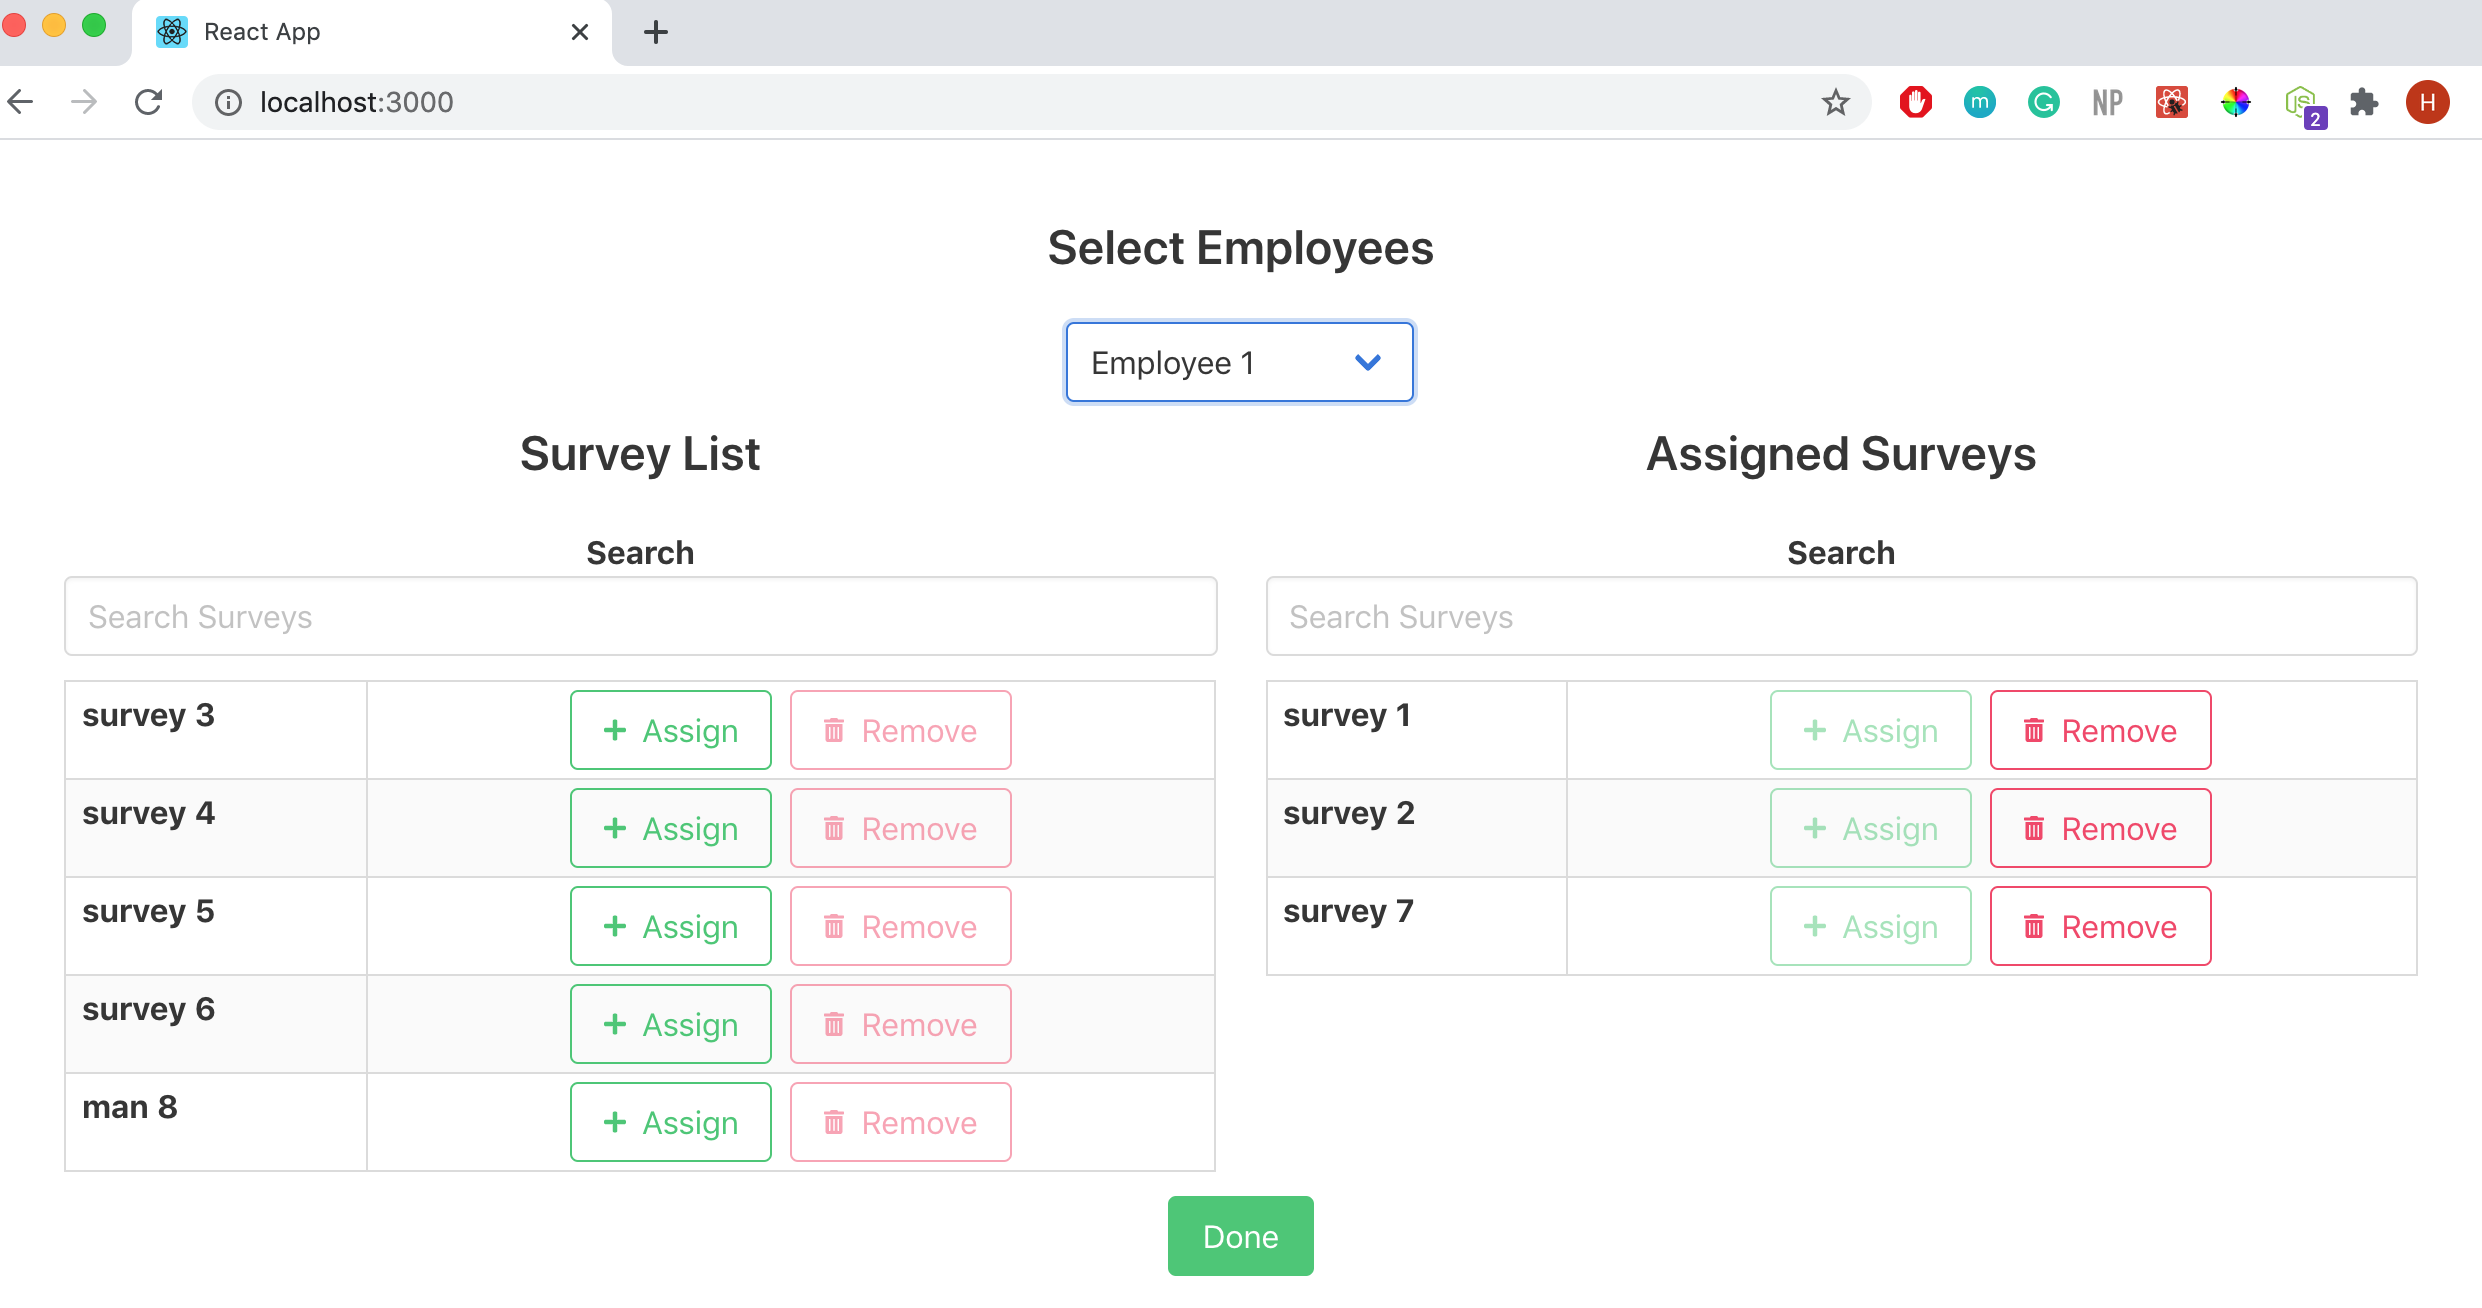 React App
localhost:3000
m
G
NP
JS
2
H
Select Employees
Employee 1
Survey List
Assigned Surveys
Search
Search
Search Surveys
Search Surveys
survey 3 Assign Remove
survey 1 Assign Remove
survey 4 Assign Remove
survey 2 Assign Remove
survey 5 Assign Remove
survey 7 Assign Remove
survey 6 Assign Remove
man 8 Assign Remove
Done